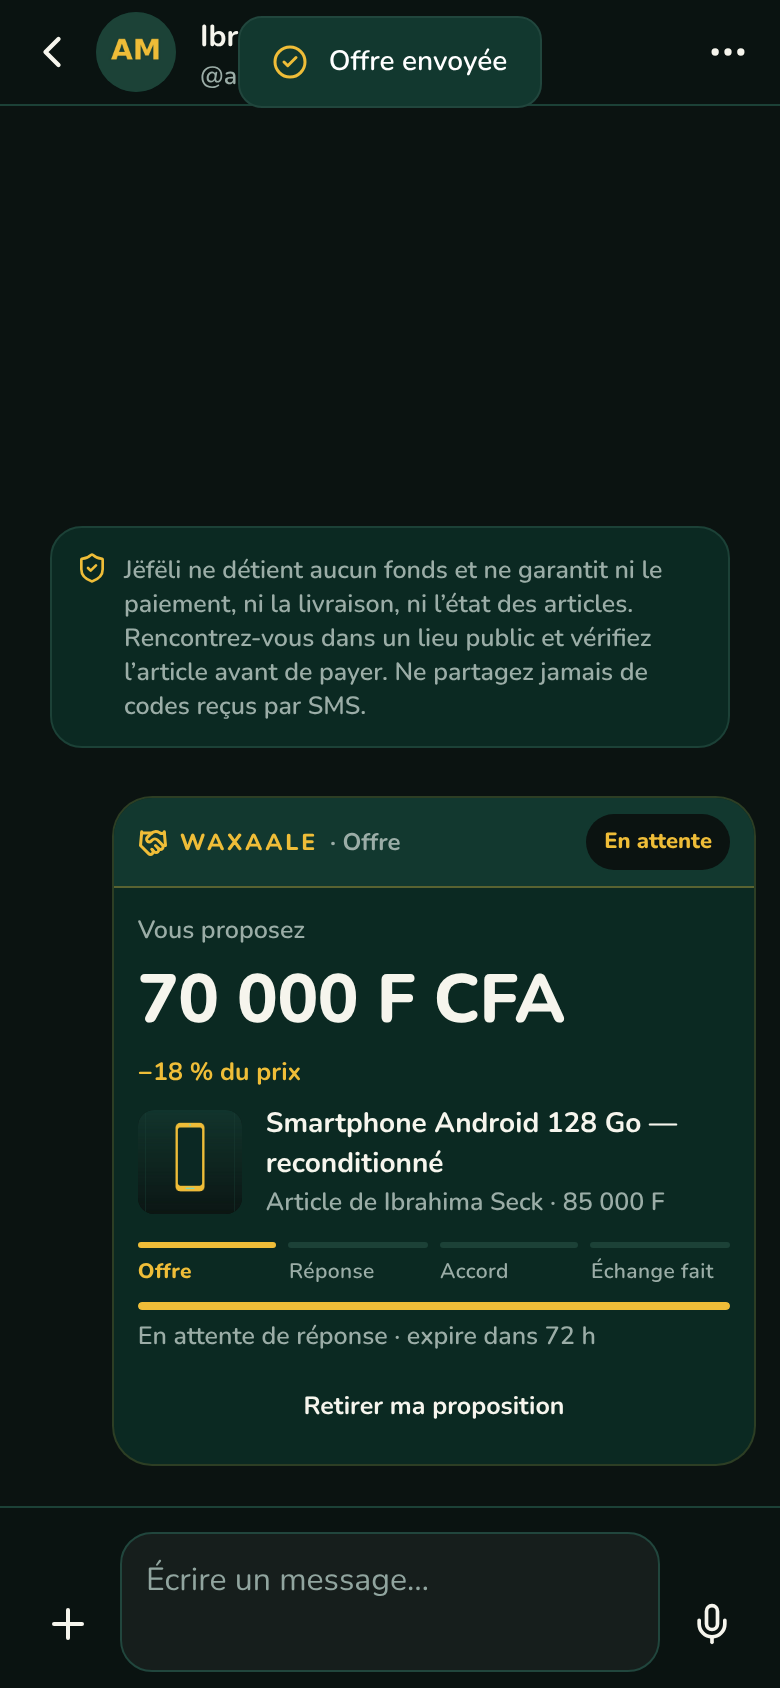 AM
Offre envoyée
Jëfëli ne détient aucun fonds et ne garantit ni le
paiement, ni la livraison, ni l’état des articles.
Rencontrez-vous dans un lieu public et vérifiez
l’article avant de payer. Ne partagez jamais de
codes reçus par SMS.
WAXAALE · Offre
En attente
Vous proposez
70 000 F CFA
−18 % du prix
Smartphone Android 128 Go —
reconditionné
Article de Ibrahima Seck · 85 000 F
Offre Réponse Accord Échange fait
En attente de réponse · expire dans 72 h
Retirer ma proposition
Écrire un message…